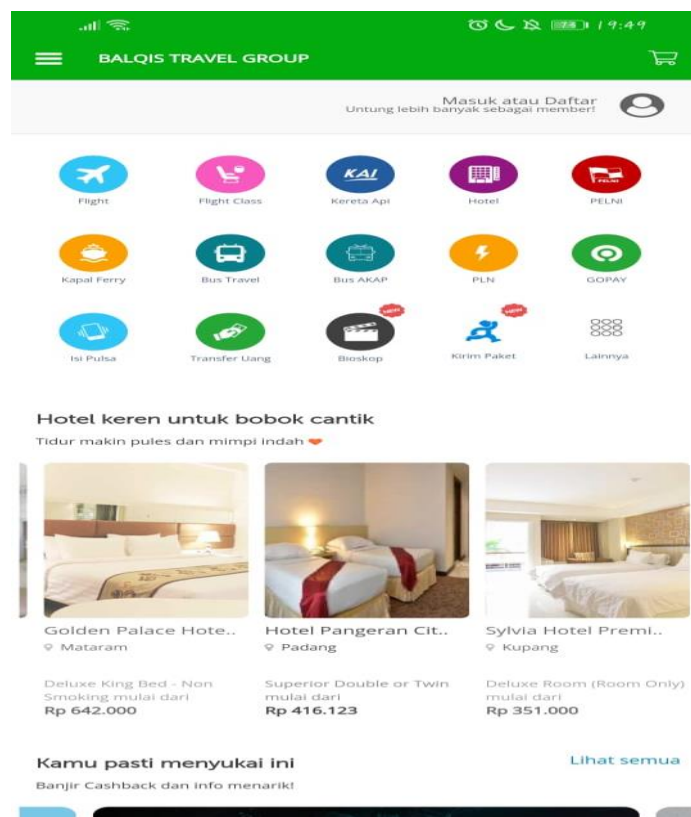 74 19:49
BALQIS TRAVEL GROUP
Masuk atau Daftar
Untung lebih banyak sebagai member!
KAI
PELNI
Flight Flight Class Kereta Api Hotel PELNI
Kapal Ferry Bus Travel Bus AKAP PLN GOPAY
NEW NEW
Isi Pulsa Transfer Uang Bioskop Kirim Paket Lainnya
Hotel keren untuk bobok cantik
Tidur makin pules dan mimpi indah
Golden Palace Hote.. Hotel Pangeran Cit.. Sylvia Hotel Premi..
Mataram Padang Kupang
Deluxe King Bed - Non Superior Double or Twin Deluxe Room (Room Only)
Smoking mulai dari mulai dari mulai dari
Rp 642.000 Rp 416.123 Rp 351.000
Kamu pasti menyukai ini Lihat semua
Banjir Cashback dan info menarik!